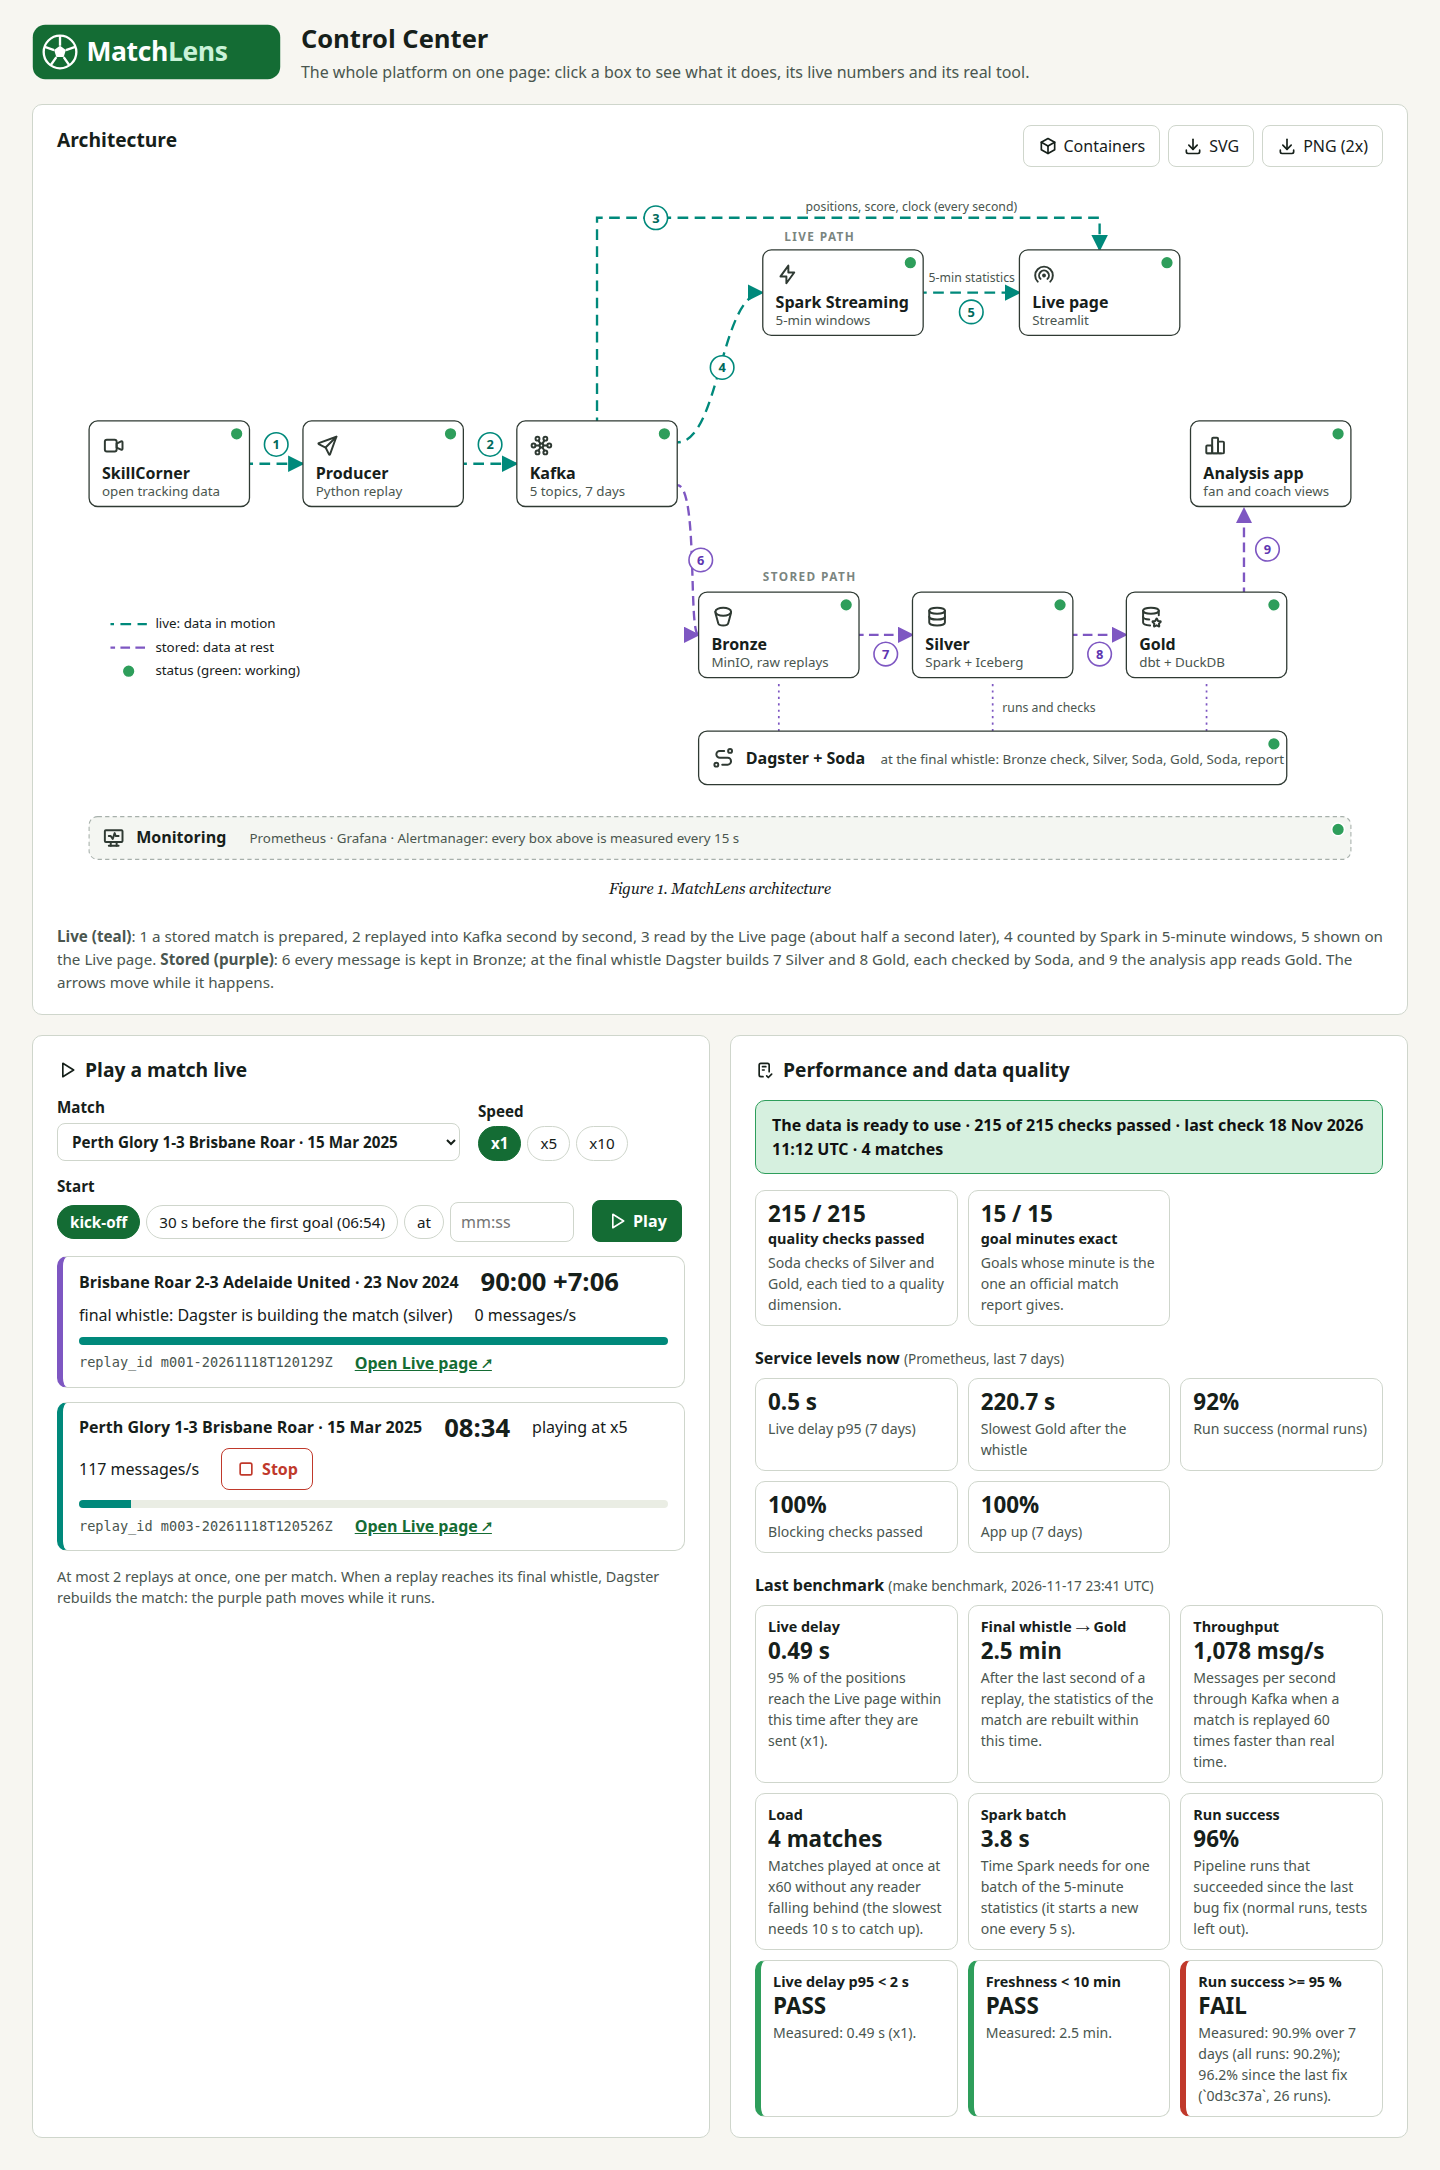 MatchLens
Control Center
The whole platform on one page: click a box to see what it does, its live numbers and its real tool.
Architecture
Containers
SVG
PNG (2x)
positions, score, clock (every second)
3
LIVE PATH
Spark Streaming
5-min windows
5-min statistics
5
Live page
Streamlit
4
SkillCorner
open tracking data
1
Producer
Python replay
2
Kafka
5 topics, 7 days
Analysis app
fan and coach views
9
6
STORED PATH
live: data in motion
stored: data at rest
status (green: working)
Bronze
MinIO, raw replays
7
Silver
Spark + Iceberg
8
Gold
dbt + DuckDB
runs and checks
Dagster + Soda at the final whistle: Bronze check, Silver, Soda, Gold, Soda, report
Monitoring Prometheus · Grafana · Alertmanager: every box above is measured every 15 s
Figure 1. MatchLens architecture
Live (teal): 1 a stored match is prepared, 2 replayed into Kafka second by second, 3 read by the Live page (about half a second later), 4 counted by Spark in 5-minute windows, 5 shown on
the Live page. Stored (purple): 6 every message is kept in Bronze; at the final whistle Dagster builds 7 Silver and 8 Gold, each checked by Soda, and 9 the analysis app reads Gold. The
arrows move while it happens.
Play a match live
Match
Perth Glory 1-3 Brisbane Roar · 15 Mar 2025
Speed
x1 x5 x10
Start
kick-off 30 s before the first goal (06:54) at mm:ss Play
Brisbane Roar 2-3 Adelaide United · 23 Nov 2024 90:00 +7:06
final whistle: Dagster is building the match (silver) 0 messages/s
replay_id m001-20261118T120129Z Open Live page ↗
Perth Glory 1-3 Brisbane Roar · 15 Mar 2025 08:34 playing at x5
117 messages/s Stop
replay_id m003-20261118T120526Z Open Live page ↗
At most 2 replays at once, one per match. When a replay reaches its final whistle, Dagster
rebuilds the match: the purple path moves while it runs.
Performance and data quality
The data is ready to use · 215 of 215 checks passed · last check 18 Nov 2026
11:12 UTC · 4 matches
215 / 215
quality checks passed
Soda checks of Silver and
Gold, each tied to a quality
dimension.
15 / 15
goal minutes exact
Goals whose minute is the
one an official match
report gives.
Service levels now (Prometheus, last 7 days)
0.5 s
Live delay p95 (7 days)
220.7 s
Slowest Gold after the
whistle
92%
Run success (normal runs)
100%
Blocking checks passed
100%
App up (7 days)
Last benchmark (make benchmark, 2026-11-17 23:41 UTC)
Live delay
0.49 s
95 % of the positions
reach the Live page within
this time after they are
sent (x1).
Final whistle → Gold
2.5 min
After the last second of a
replay, the statistics of the
match are rebuilt within
this time.
Throughput
1,078 msg/s
Messages per second
through Kafka when a
match is replayed 60
times faster than real
time.
Load
4 matches
Matches played at once at
x60 without any reader
falling behind (the slowest
needs 10 s to catch up).
Spark batch
3.8 s
Time Spark needs for one
batch of the 5-minute
statistics (it starts a new
one every 5 s).
Run success
96%
Pipeline runs that
succeeded since the last
bug fix (normal runs, tests
left out).
Live delay p95 < 2 s
PASS
Measured: 0.49 s (x1).
Freshness < 10 min
PASS
Measured: 2.5 min.
Run success >= 95 %
FAIL
Measured: 90.9% over 7
days (all runs: 90.2%);
96.2% since the last fix
(`0d3c37a`, 26 runs).